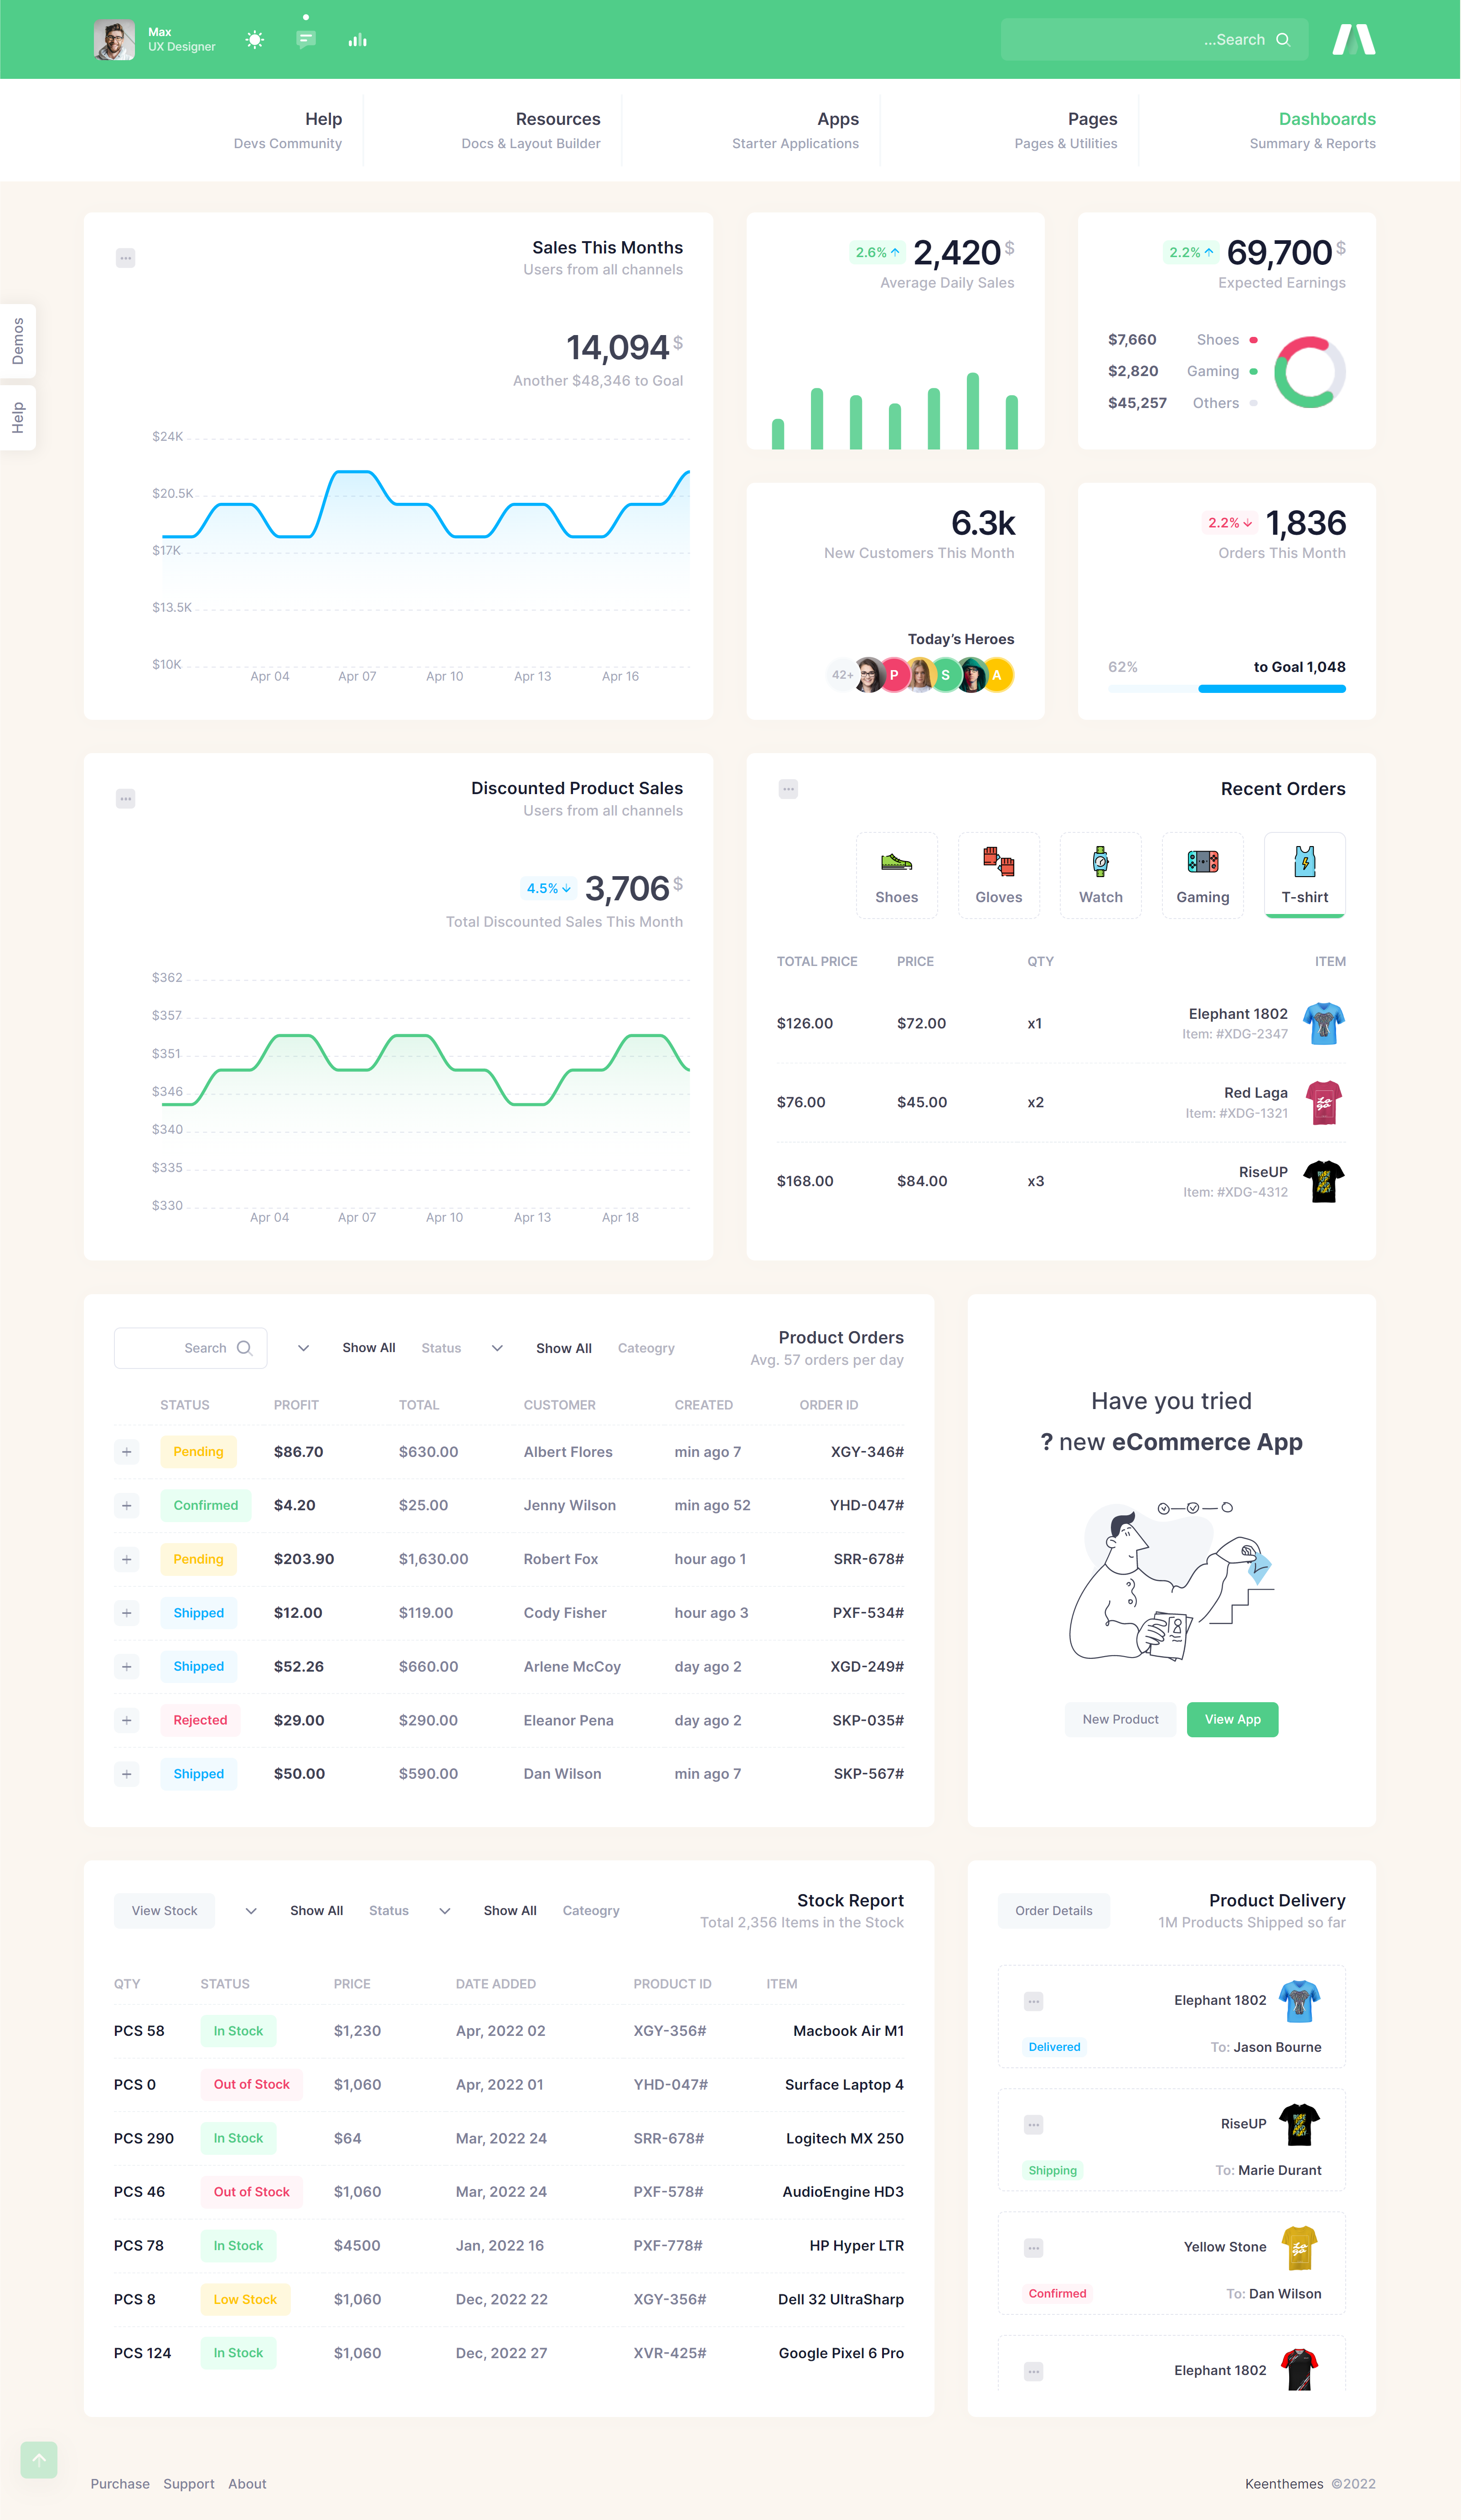 Max
UX Designer
...Search
Help
Devs Community
Resources
Docs & Layout Builder
Apps
Starter Applications
Pages
Pages & Utilities
Dashboards
Summary & Reports
Demos
Help
Sales This Months
Users from all channels
14,094 $
Another $48,346 to Goal
$24K
$20.5K
$17K
$13.5K
$10K
Apr 04 Apr 07 Apr 10 Apr 13 Apr 16
2.6% 2,420 $
Average Daily Sales
2.2% 69,700 $
Expected Earnings
$7,660 Shoes
$2,820 Gaming
$45,257 Others
6.3k
New Customers This Month
Today's Heroes
42+ P S A
2.2% 1,836
Orders This Month
62% to Goal 1,048
Discounted Product Sales
Users from all channels
4.5% 3,706 $
Total Discounted Sales This Month
$362
$357
$351
$346
$340
$335
$330
Apr 04 Apr 07 Apr 10 Apr 13 Apr 18
Recent Orders
Shoes Gloves Watch Gaming T-shirt
TOTAL PRICE PRICE QTY ITEM
$126.00 $72.00 x1 Elephant 1802
Item: #XDG-2347
$76.00 $45.00 x2 Red Laga
Item: #XDG-1321
$168.00 $84.00 x3 RiseUP
Item: #XDG-4312
Search Show All Status Show All Cateogry
Product Orders
Avg. 57 orders per day
STATUS PROFIT TOTAL CUSTOMER CREATED ORDER ID
Pending $86.70 $630.00 Albert Flores min ago 7 XGY-346#
Confirmed $4.20 $25.00 Jenny Wilson min ago 52 YHD-047#
Pending $203.90 $1,630.00 Robert Fox hour ago 1 SRR-678#
Shipped $12.00 $119.00 Cody Fisher hour ago 3 PXF-534#
Shipped $52.26 $660.00 Arlene McCoy day ago 2 XGD-249#
Rejected $29.00 $290.00 Eleanor Pena day ago 2 SKP-035#
Shipped $50.00 $590.00 Dan Wilson min ago 7 SKP-567#
Have you tried
? new eCommerce App
New Product View App
View Stock Show All Status Show All Cateogry
Stock Report
Total 2,356 Items in the Stock
QTY STATUS PRICE DATE ADDED PRODUCT ID ITEM
PCS 58 In Stock $1,230 Apr, 2022 02 XGY-356# Macbook Air M1
PCS 0 Out of Stock $1,060 Apr, 2022 01 YHD-047# Surface Laptop 4
PCS 290 In Stock $64 Mar, 2022 24 SRR-678# Logitech MX 250
PCS 46 Out of Stock $1,060 Mar, 2022 24 PXF-578# AudioEngine HD3
PCS 78 In Stock $4500 Jan, 2022 16 PXF-778# HP Hyper LTR
PCS 8 Low Stock $1,060 Dec, 2022 22 XGY-356# Dell 32 UltraSharp
PCS 124 In Stock $1,060 Dec, 2022 27 XVR-425# Google Pixel 6 Pro
Order Details
Product Delivery
1M Products Shipped so far
Elephant 1802
Delivered To: Jason Bourne
RiseUP
Shipping To: Marie Durant
Yellow Stone
Confirmed To: Dan Wilson
Elephant 1802
Purchase Support About
Keenthemes ©2022